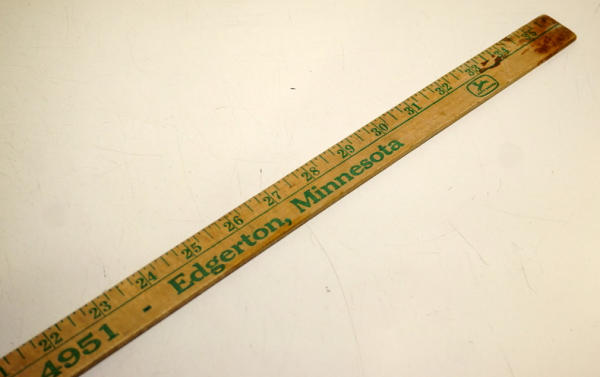 22 23 24 25 26 27 28 29 30 31 32 33 34 35
4951 - Edgerton, Minnesota